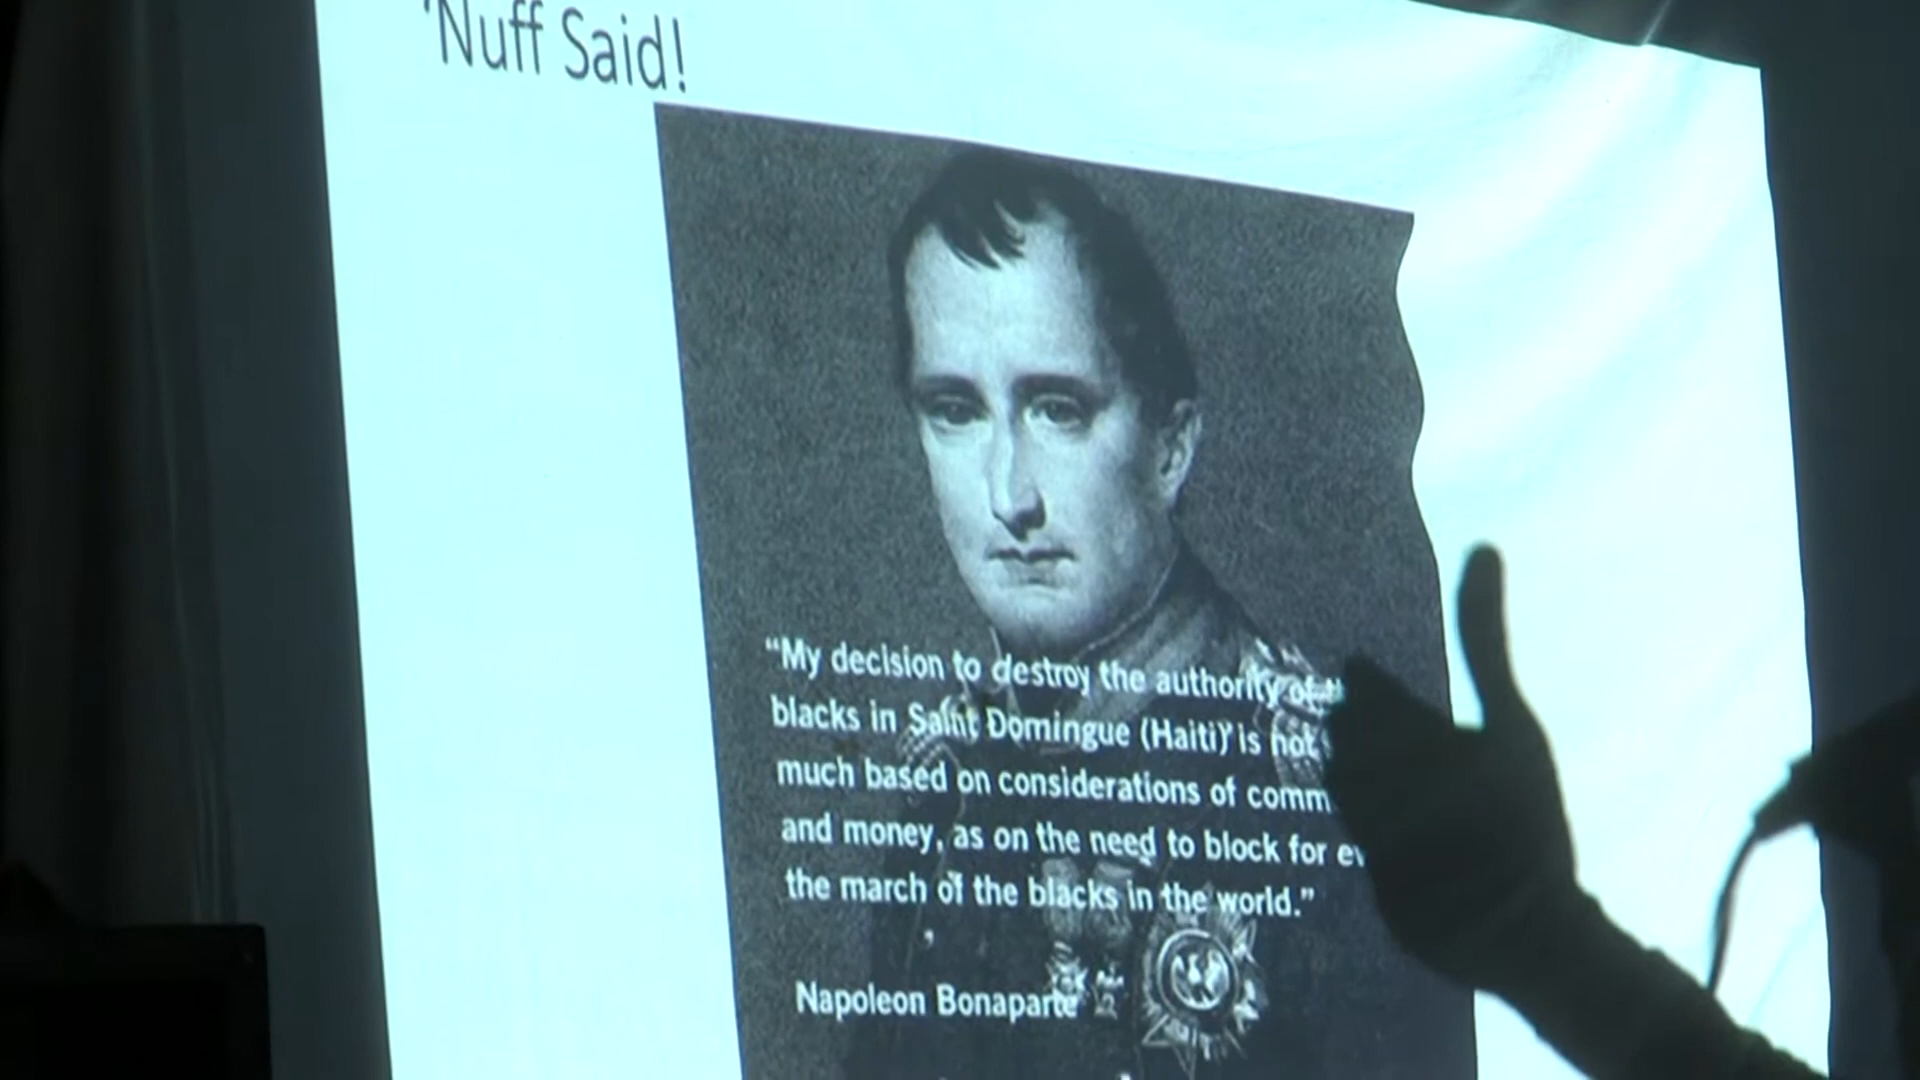 'Nuff Said!
“My decision to destroy the authority of
blacks in Saint Domingue (Haiti) is not
much based on considerations of
and money, as on the need to block for
the march of the blacks in the world.”
Napoleon Bonaparte